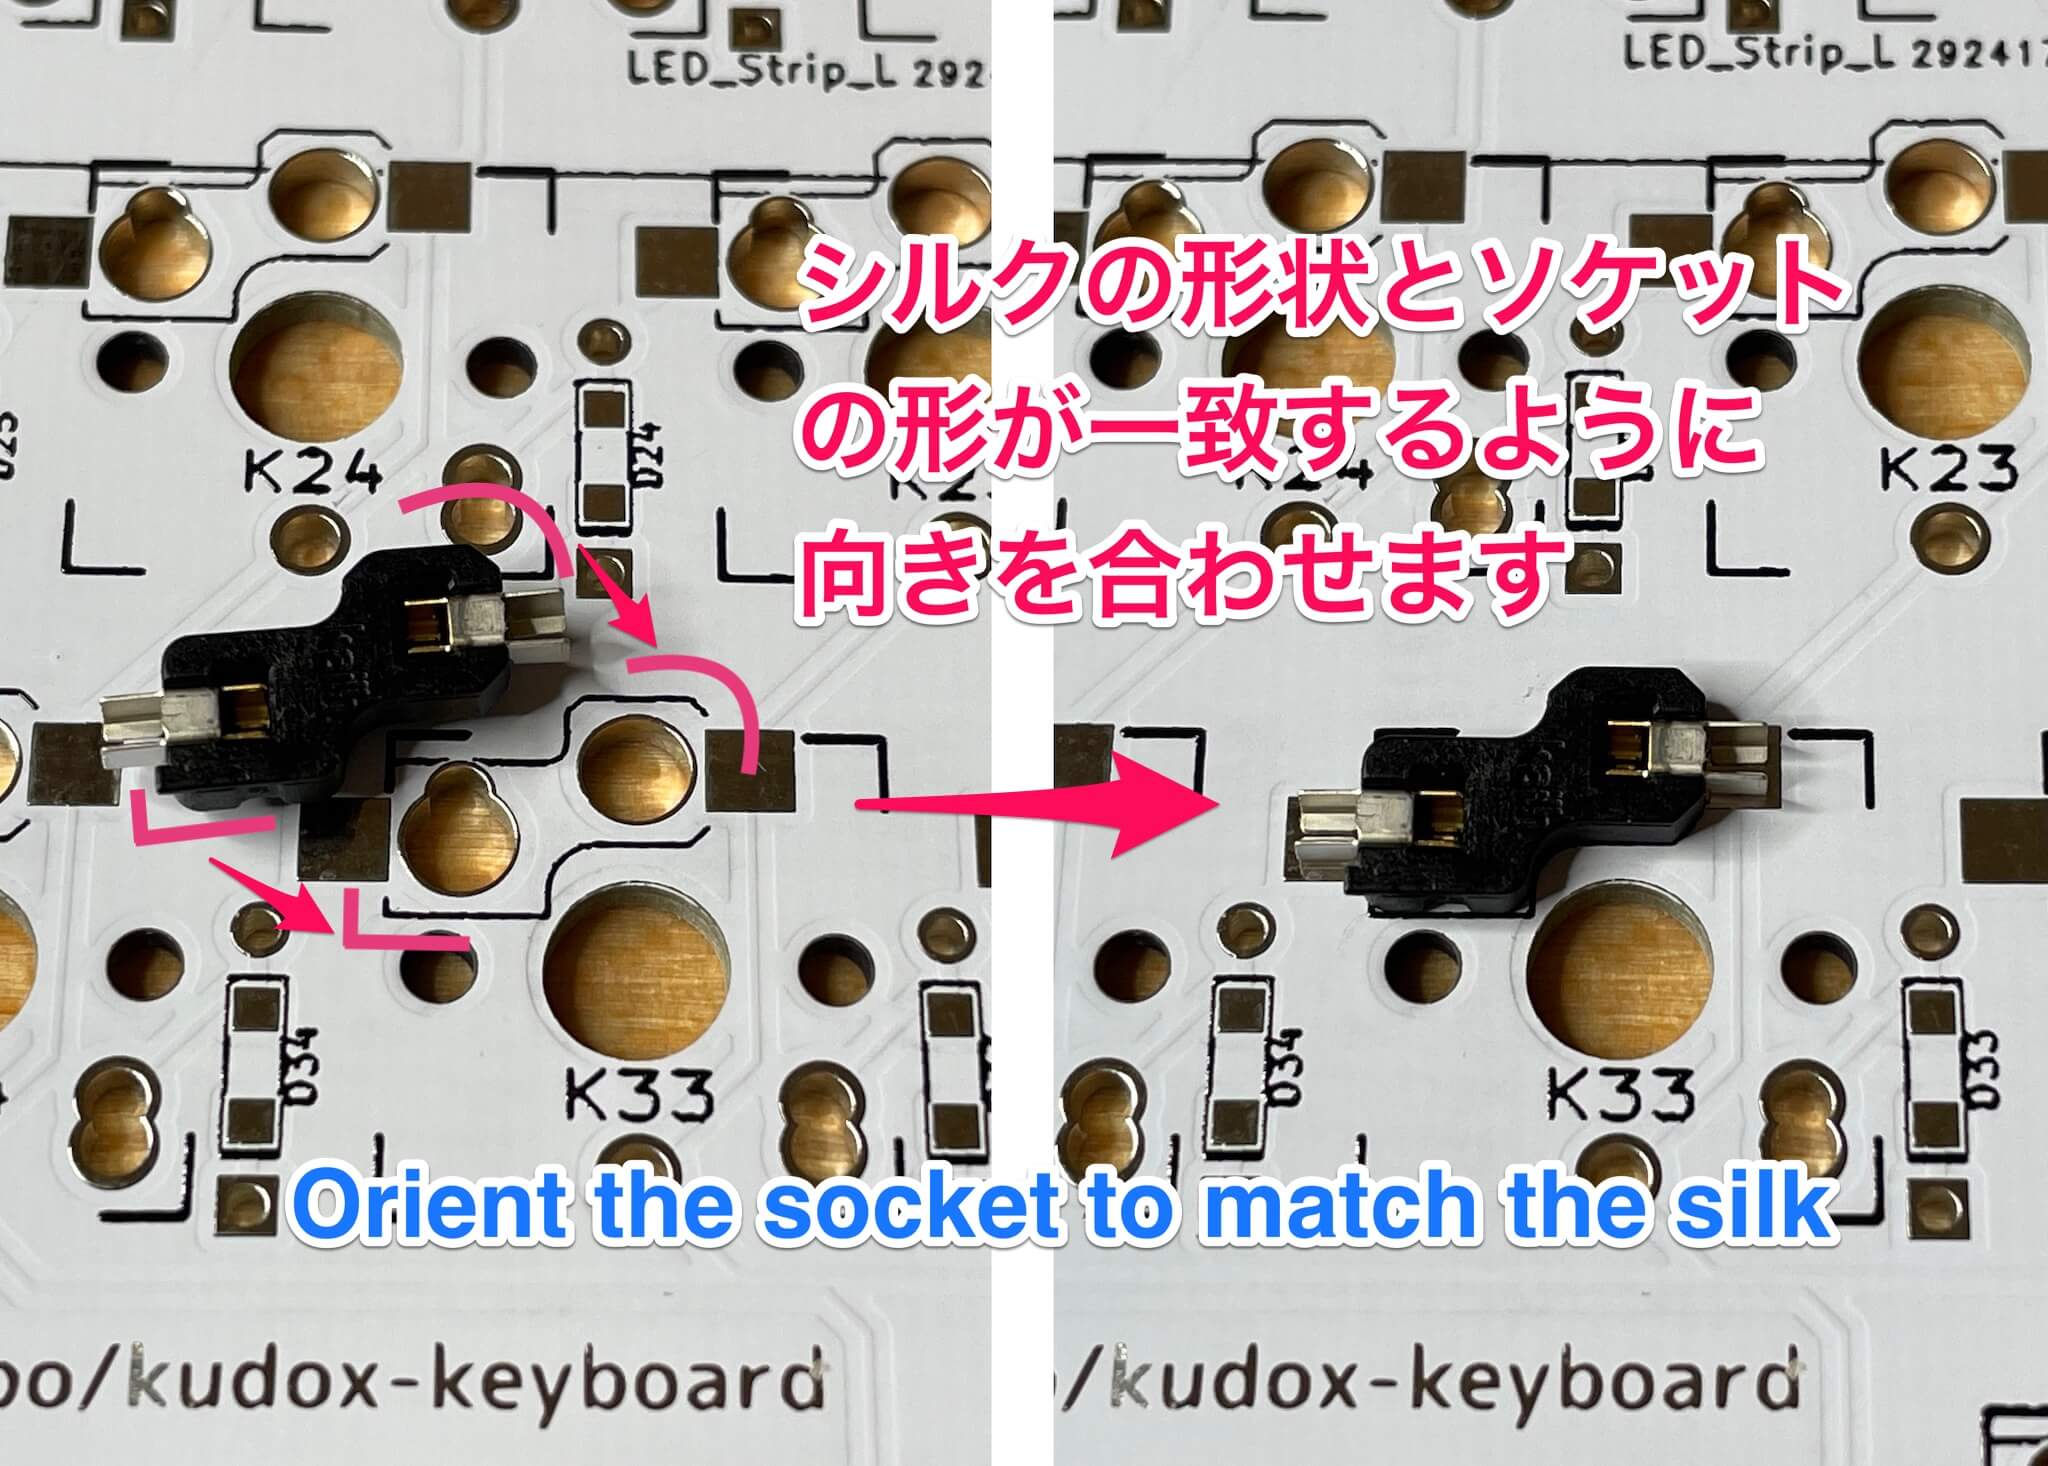 LED_Strip_L 292
LED_Strip_L 292417
シルクの形状とソケット
の形が一致するように
向きを合わせます
K24
D24
K24
K23
K33
D34
K33
D34
D33
Orient the socket to match the silk
oo/kudox-keyboard
/kudox-keyboard